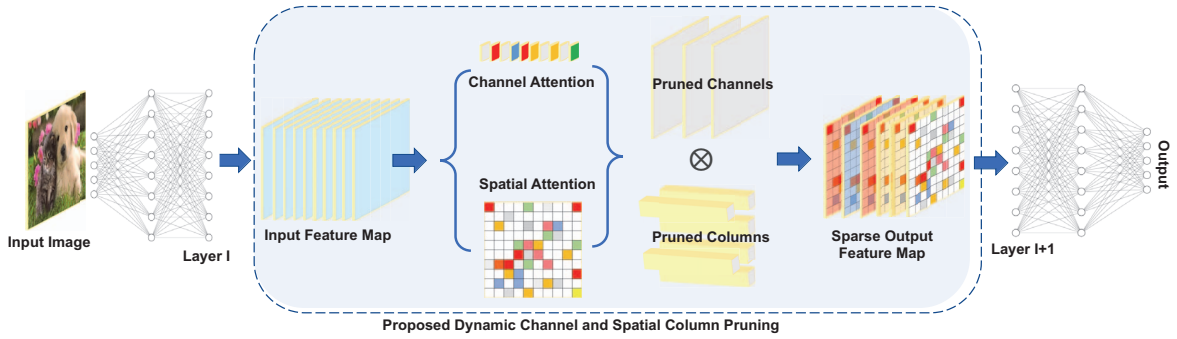 Input Image
Layer I
Input Feature Map
Channel Attention
Spatial Attention
Pruned Channels
Pruned Columns
Sparse Output
Feature Map
Layer I+1
Output
Proposed Dynamic Channel and Spatial Column Pruning